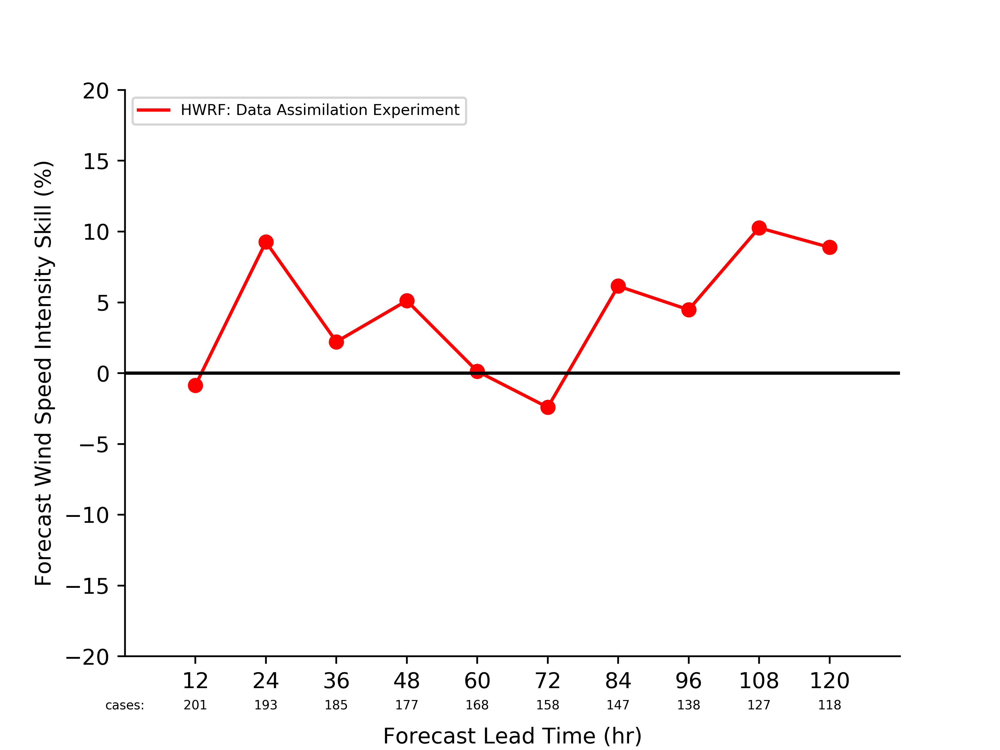 20
HWRF: Data Assimilation Experiment
15
10
5
0
−5
−10
−15
−20
Forecast Wind Speed Intensity Skill (%)
12 24 36 48 60 72 84 96 108 120
cases: 201 193 185 177 168 158 147 138 127 118
Forecast Lead Time (hr)